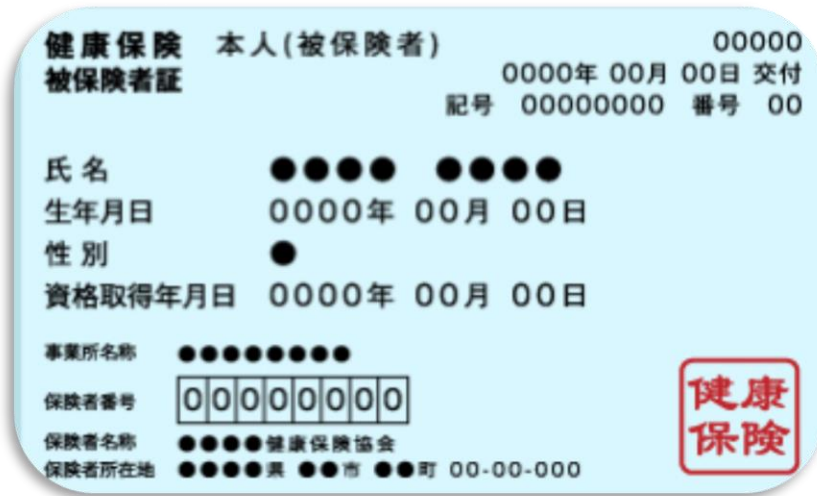 健康保険 本人(被保険者) 00000
被保険者証 0000年 00月 00日 交付
記号 00000000 番号 00
氏名 ●●●● ●●●●
生年月日 0000年 00月 00日
性別 ●
資格取得年月日 0000年 00月 00日
事業所名称 ●●●●●●●●
保険者番号 00000000
保険者名称 ●●●●健康保険協会
保険者所在地 ●●●●県 ●●市 ●●町 00-00-000
健康
保険